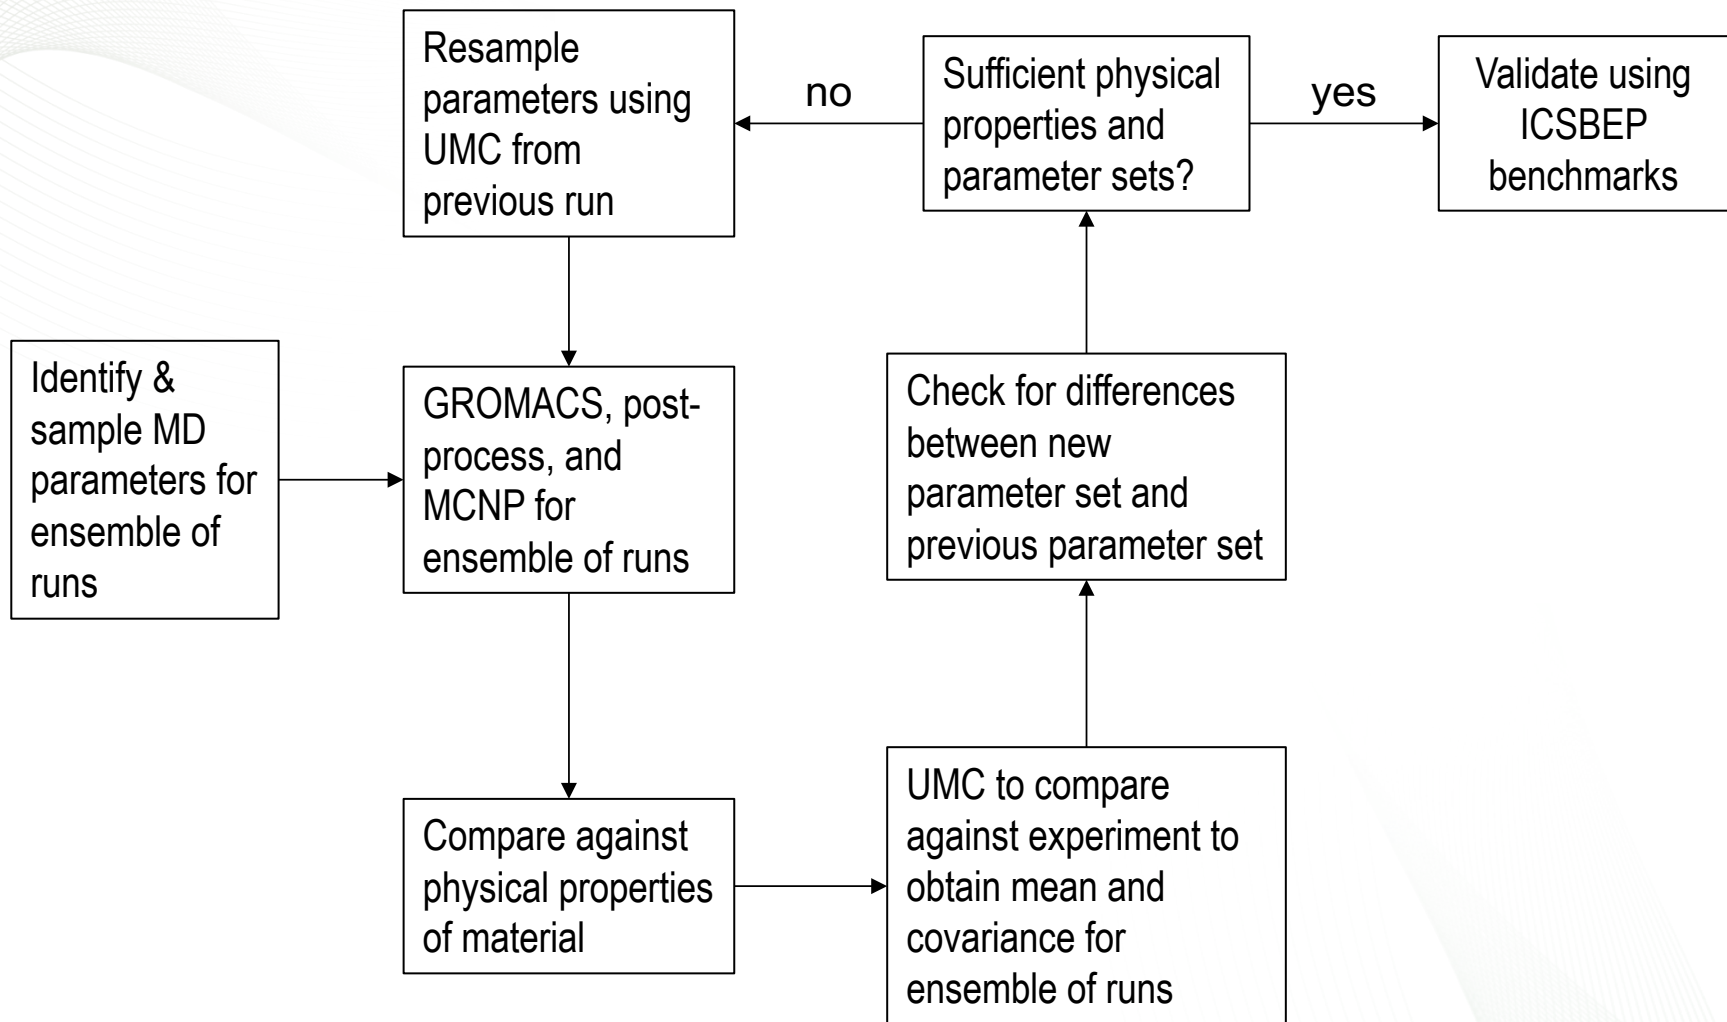 Resample
parameters using
UMC from
previous run
no
Sufficient physical
properties and
parameter sets?
yes
Validate using
ICSBEP
benchmarks
Identify &
sample MD
parameters for
ensemble of
runs
GROMACS, post-
process, and
MCNP for
ensemble of runs
Check for differences
between new
parameter set and
previous parameter set
Compare against
physical properties
of material
UMC to compare
against experiment to
obtain mean and
covariance for
ensemble of runs